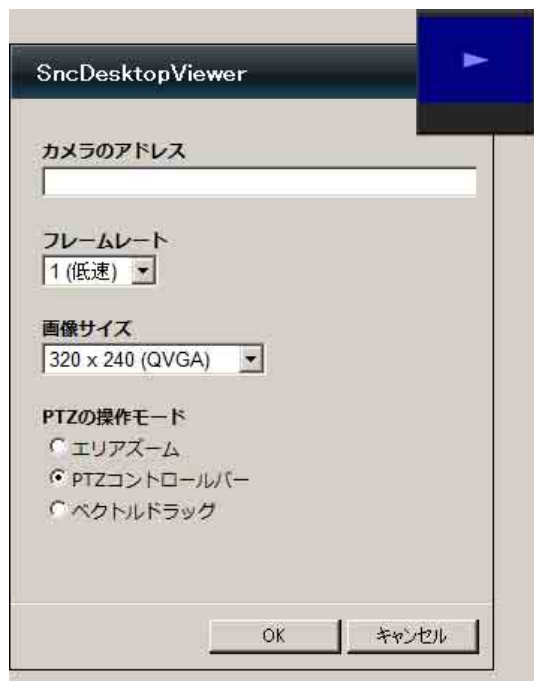 SncDesktopViewer
カメラのアドレス
フレームレート
1 (低速)
画像サイズ
320 x 240 (QVGA)
PTZの操作モード
エリアズーム
PTZコントロールバー
ベクトルドラッグ
OK キャンセル